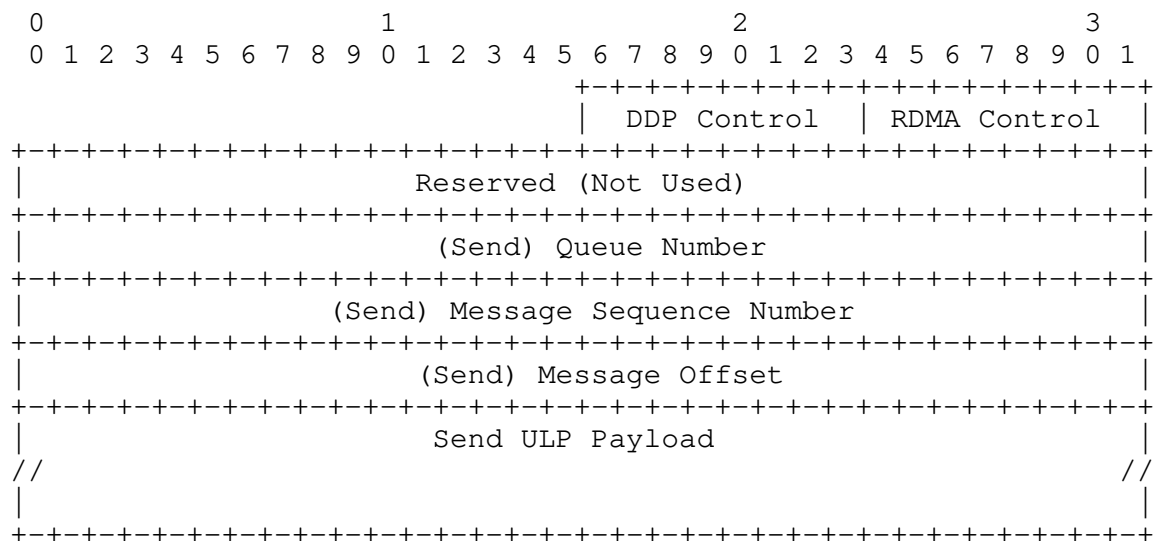 0                   1                   2                   3
 0 1 2 3 4 5 6 7 8 9 0 1 2 3 4 5 6 7 8 9 0 1 2 3 4 5 6 7 8 9 0 1
                                +-+-+-+-+-+-+-+-+-+-+-+-+-+-+-+-+
                                |  DDP Control  | RDMA Control  |
+-+-+-+-+-+-+-+-+-+-+-+-+-+-+-+-+-+-+-+-+-+-+-+-+-+-+-+-+-+-+-+-+
|                       Reserved (Not Used)                     |
+-+-+-+-+-+-+-+-+-+-+-+-+-+-+-+-+-+-+-+-+-+-+-+-+-+-+-+-+-+-+-+-+
|                        (Send) Queue Number                    |
+-+-+-+-+-+-+-+-+-+-+-+-+-+-+-+-+-+-+-+-+-+-+-+-+-+-+-+-+-+-+-+-+
|                  (Send) Message Sequence Number               |
+-+-+-+-+-+-+-+-+-+-+-+-+-+-+-+-+-+-+-+-+-+-+-+-+-+-+-+-+-+-+-+-+
|                       (Send) Message Offset                   |
+-+-+-+-+-+-+-+-+-+-+-+-+-+-+-+-+-+-+-+-+-+-+-+-+-+-+-+-+-+-+-+-+
|                        Send ULP Payload                       |
//                                                             //
|                                                               |
+-+-+-+-+-+-+-+-+-+-+-+-+-+-+-+-+-+-+-+-+-+-+-+-+-+-+-+-+-+-+-+-+